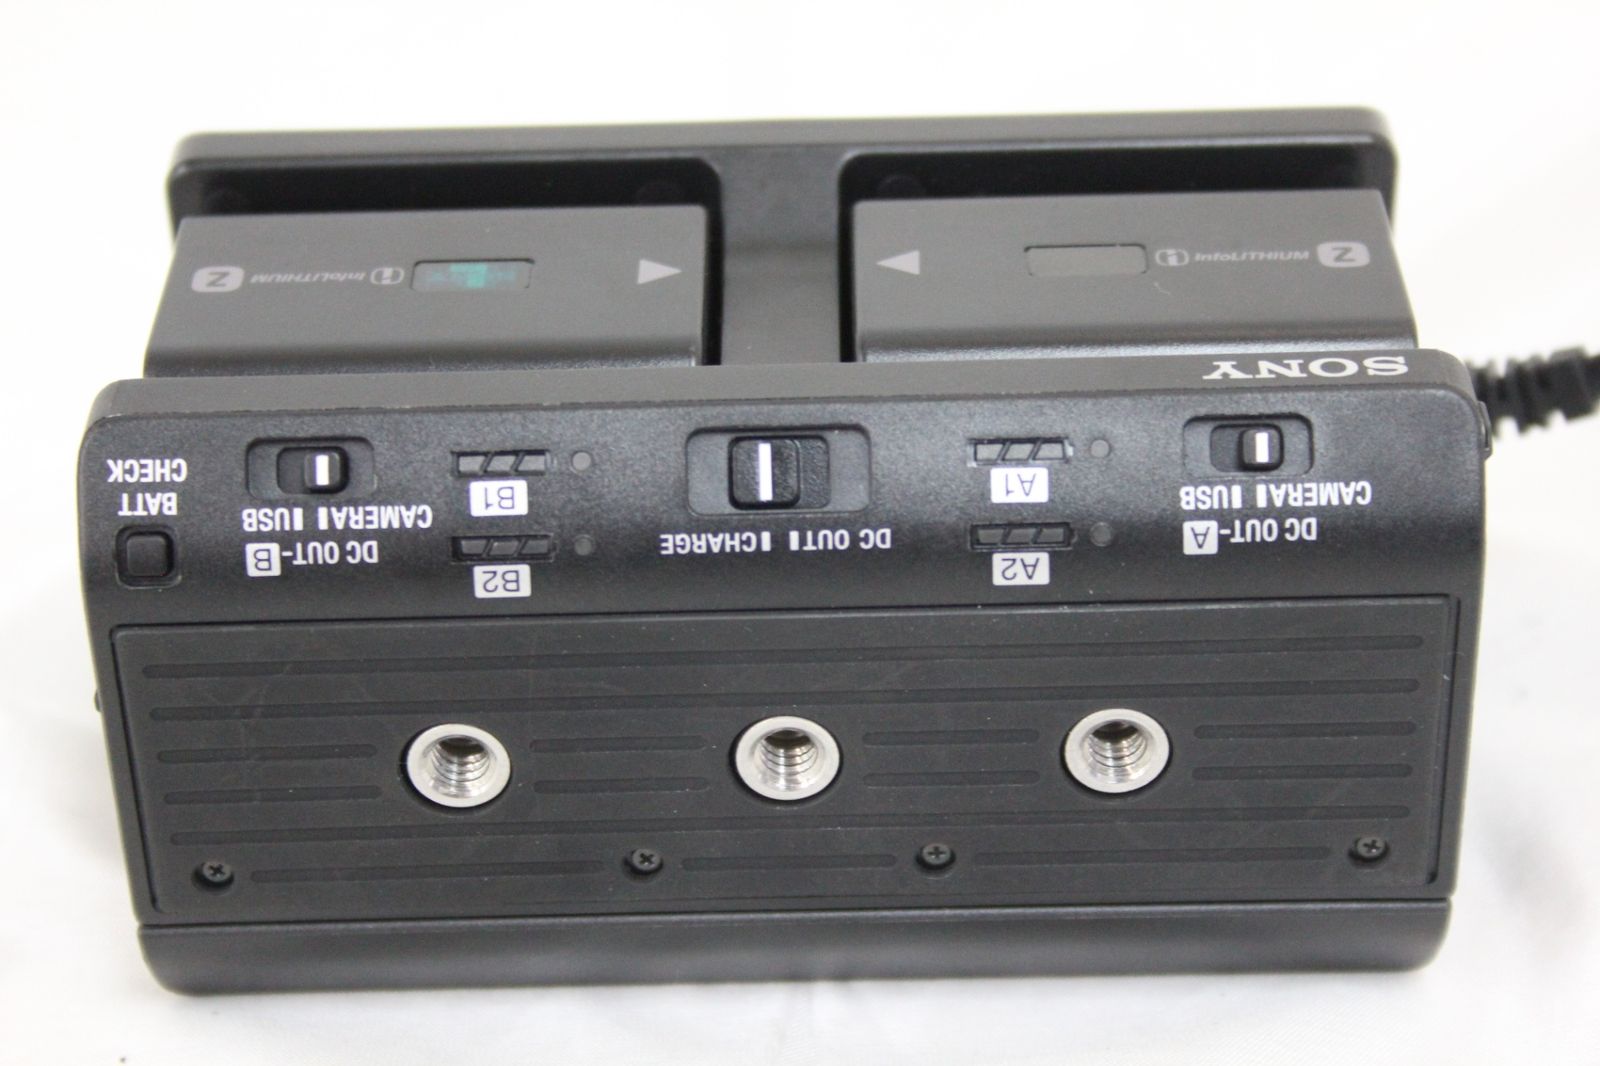 SONY
DC OUT-A
CAMERA USB
A2
A1
DC OUT CHARGE
B2
B1
DC OUT-B
CAMERA USB
BATT
CHECK
InfoLITHIUM Z
InfoLITHIUM Z